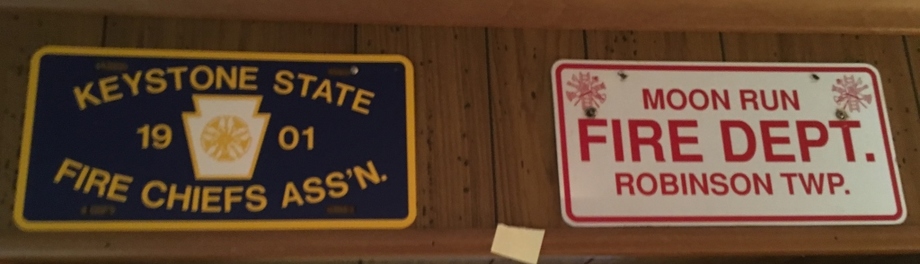 KEYSTONE STATE
19 01
FIRE CHIEFS ASS'N.
MOON RUN
FIRE DEPT.
ROBINSON TWP.